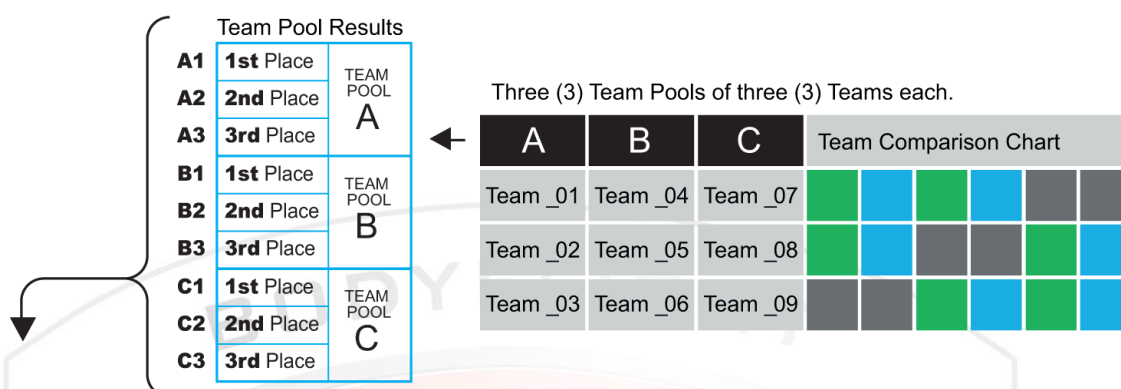 Team Pool Results
A1 1st Place
A2 2nd Place
A3 3rd Place
TEAM
POOL
A
B1 1st Place
B2 2nd Place
B3 3rd Place
TEAM
POOL
B
C1 1st Place
C2 2nd Place
C3 3rd Place
TEAM
POOL
C
Three (3) Team Pools of three (3) Teams each.
A B C Team Comparison Chart
Team _01 Team _04 Team _07
Team _02 Team _05 Team _08
Team _03 Team _06 Team _09
BODY